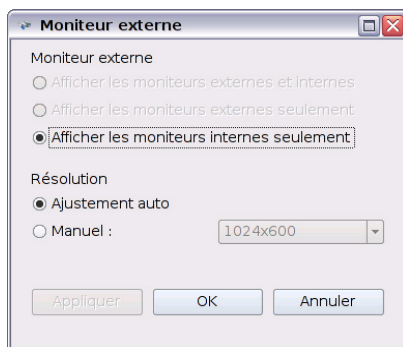 Moniteur externe
Moniteur externe
Afficher les moniteurs externes et internes
Afficher les moniteurs externes seulement
Afficher les moniteurs internes seulement
Résolution
Ajustement auto
Manuel : 1024x600
Appliquer OK Annuler